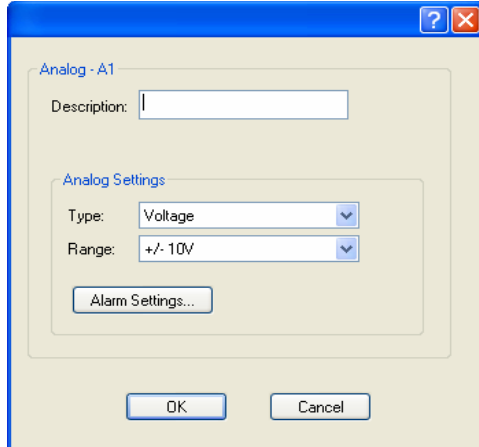 ?
Analog - A1
Description:
Analog Settings
Type: Voltage
Range: +/- 10V
Alarm Settings...
OK Cancel